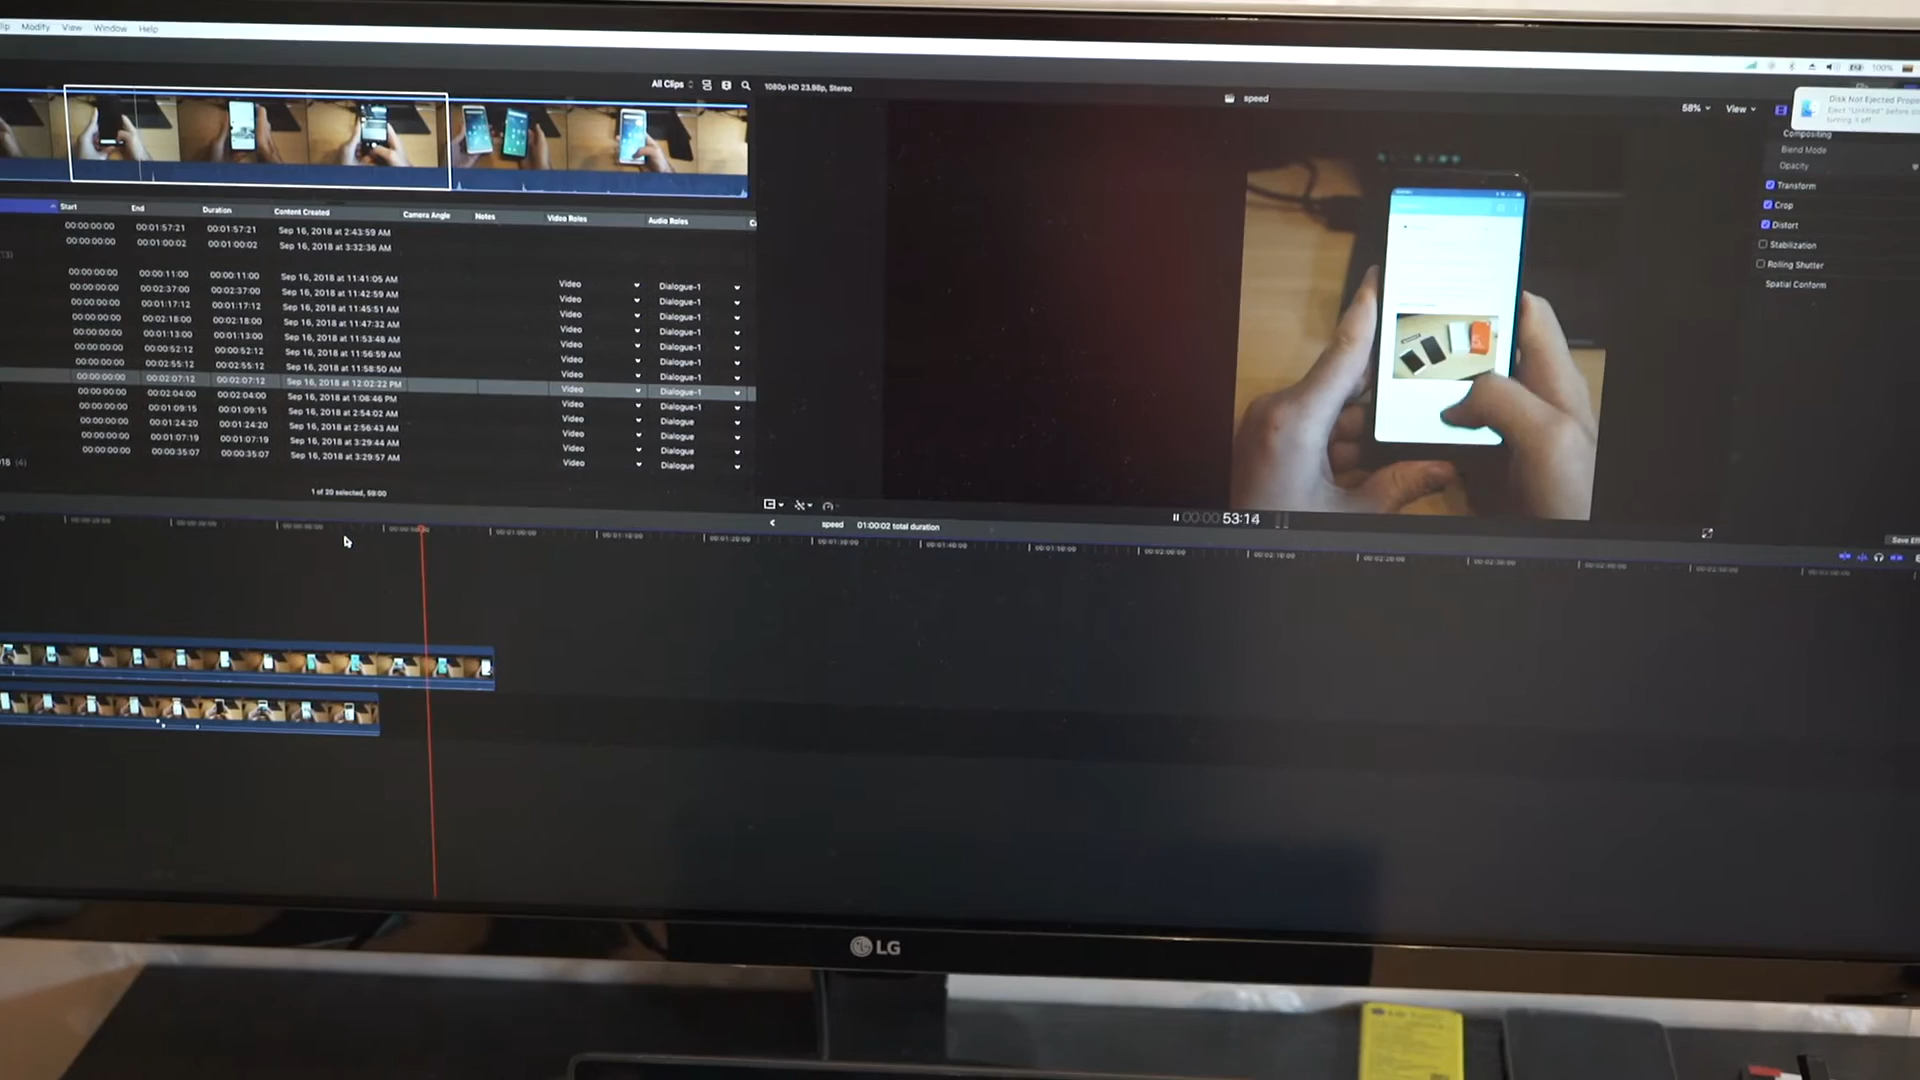 Modify View Window Help
100%
All Clips
1080p HD 23.98p, Stereo
speed
58%
View
Disk Not Ejected Prope
Eject "Untitled" before
turning it off
Compositing
Blend Mode
Opacity
Transform
Crop
Distort
Stabilization
Rolling Shutter
Spatial Conform
Start End Duration Content Created Camera Angle Notes Video Roles Audio Roles
00:00:00:00 00:01:57:21 00:01:57:21 Sep 16, 2018 at 2:43:59 AM
00:00:00:00 00:01:00:02 00:01:00:02 Sep 16, 2018 at 3:32:36 AM
00:00:00:00 00:00:11:00 00:00:11:00 Sep 16, 2018 at 11:41:05 AM Video Dialogue-1
00:00:00:00 00:02:37:00 00:02:37:00 Sep 16, 2018 at 11:42:59 AM Video Dialogue-1
00:00:00:00 00:01:17:12 00:01:17:12 Sep 16, 2018 at 11:45:51 AM Video Dialogue-1
00:00:00:00 00:02:18:00 00:02:18:00 Sep 16, 2018 at 11:47:32 AM Video Dialogue-1
00:00:00:00 00:01:13:00 00:01:13:00 Sep 16, 2018 at 11:53:48 AM Video Dialogue-1
00:00:00:00 00:00:52:12 00:00:52:12 Sep 16, 2018 at 11:56:59 AM Video Dialogue-1
00:00:00:00 00:02:55:12 00:02:55:12 Sep 16, 2018 at 11:58:50 AM Video Dialogue-1
00:00:00:00 00:02:07:12 00:02:07:12 Sep 16, 2018 at 12:02:22 PM Video Dialogue-1
00:00:00:00 00:02:04:00 00:02:04:00 Sep 16, 2018 at 1:08:46 PM Video Dialogue-1
00:00:00:00 00:01:09:15 00:01:09:15 Sep 16, 2018 at 2:54:02 AM Video Dialogue
00:00:00:00 00:01:24:20 00:01:24:20 Sep 16, 2018 at 2:56:43 AM Video Dialogue
00:00:00:00 00:01:07:19 00:01:07:19 Sep 16, 2018 at 3:29:44 AM Video Dialogue
00:00:00:00 00:00:35:07 00:00:35:07 Sep 16, 2018 at 3:29:57 AM Video Dialogue
(4)
1 of 20 selected, 59:00
00:00:53:14
speed 01:00:02 total duration
LG